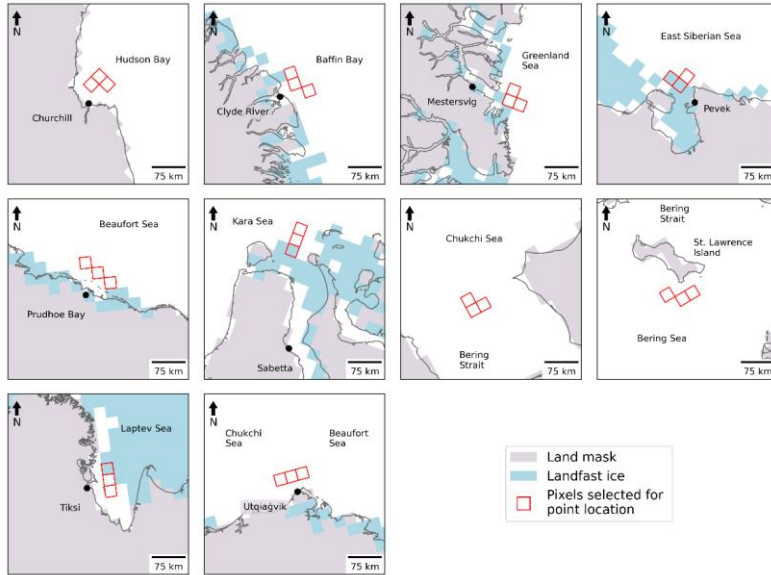 N
Hudson Bay
Churchill
75 km
N
Baffin Bay
Clyde River
75 km
N
Greenland
Sea
Mestersvig
75 km
N
East Siberian Sea
Pevek
75 km
N
Beaufort Sea
Prudhoe Bay
75 km
N
Kara Sea
Sabetta
75 km
N
Chukchi Sea
Bering
Strait
75 km
N
Bering
Strait
St. Lawrence
Island
Bering Sea
75 km
N
Laptev Sea
Tiksi
75 km
N
Chukchi
Sea
Beaufort
Sea
Utqiaġvik
75 km
Land mask
Landfast ice
Pixels selected for
point location